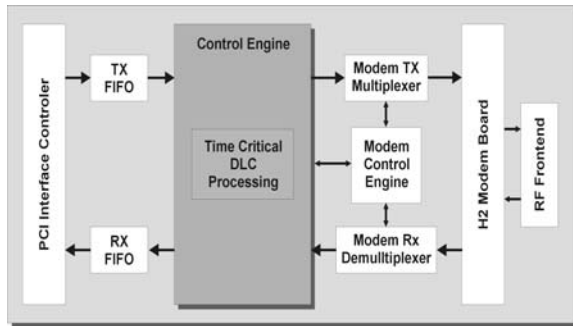 PCI Interface Controler
TX
FIFO
RX
FIFO
Control Engine
Time Critical
DLC
Processing
Modem TX
Multiplexer
Modem
Control
Engine
Modem Rx
Demulltiplexer
H2 Modem Board
RF Frontend